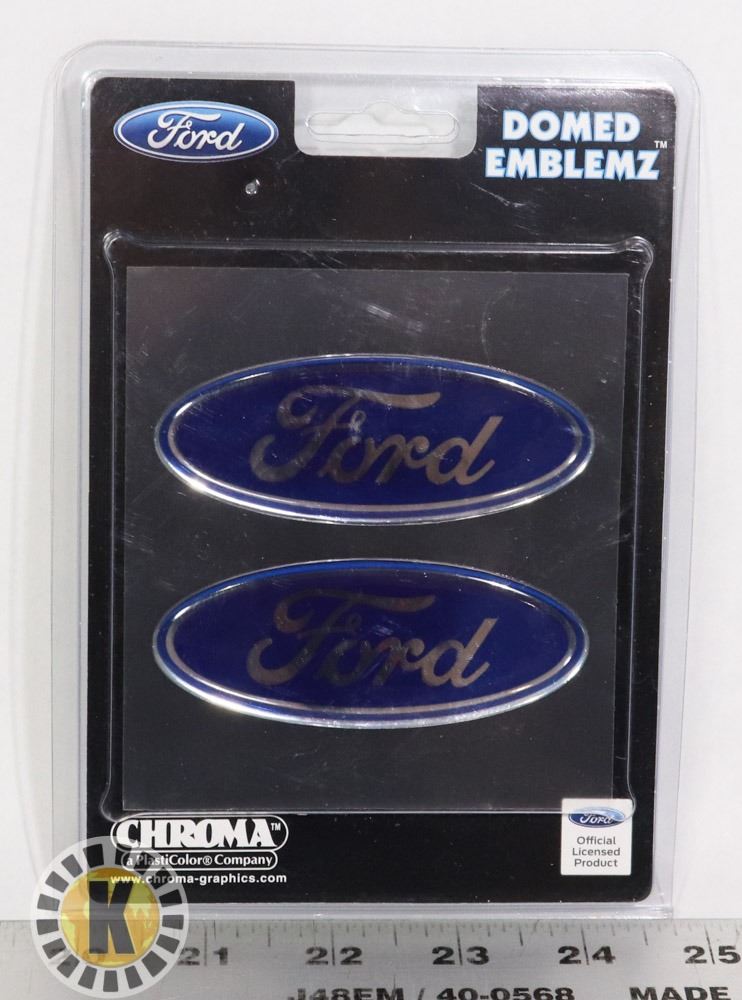 Ford
DOMED
EMBLEMZ™
Ford
Ford
CHROMA™
a PlastiColor® Company
www.chroma-graphics.com
Ford
Official
Licensed
Product
K
21 22 23 24 25
J48EM / 40-0568 MADE